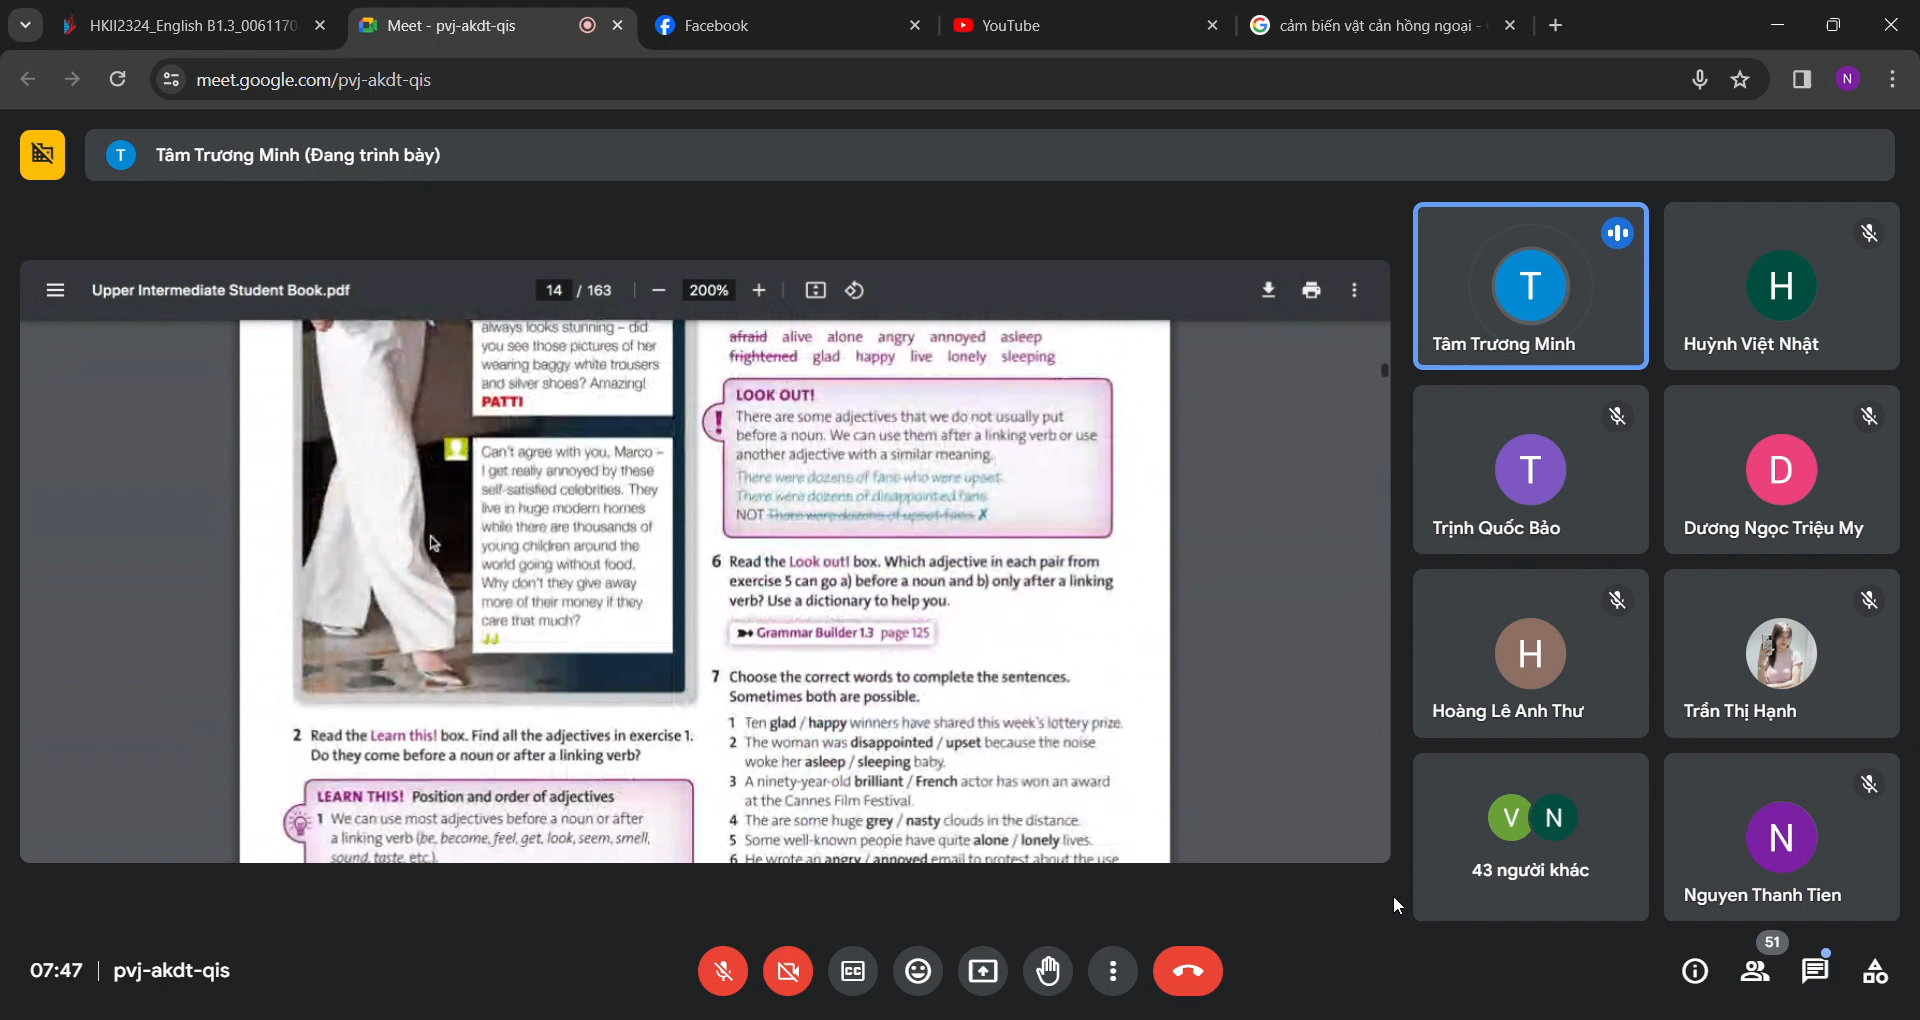 HKII2324_English B1.3_0061170
Meet - pvj-akdt-qis
Facebook
YouTube
cảm biến vật cản hồng ngoại -
meet.google.com/pvj-akdt-qis
N
T
Tâm Trương Minh (Đang trình bày)
Upper Intermediate Student Book.pdf
14 / 163
200%
always looks stunning – did
you see those pictures of her
wearing baggy white trousers
and silver shoes? Amazing!
PATTI
Can't agree with you, Marco –
I get really annoyed by these
self-satisfied celebrities. They
live in huge modern homes
while there are thousands of
young children around the
world going without food.
Why don't they give away
more of their money if they
care that much?
JJ
2 Read the Learn this! box. Find all the adjectives in exercise 1.
Do they come before a noun or after a linking verb?
LEARN THIS! Position and order of adjectives
1 We can use most adjectives before a noun or after
a linking verb (be, become, feel, get, look, seem, smell,
sound, taste, etc.).
afraid alive alone angry annoyed asleep
frightened glad happy live lonely sleeping
!
LOOK OUT!
There are some adjectives that we do not usually put
before a noun. We can use them after a linking verb or use
another adjective with a similar meaning.
There were dozens of fans who were upset.
There were dozens of disappointed fans.
NOT There were dozens of upset fans. ✗
6 Read the Look out! box. Which adjective in each pair from
exercise 5 can go a) before a noun and b) only after a linking
verb? Use a dictionary to help you.
Grammar Builder 1.3 page 125
7 Choose the correct words to complete the sentences.
Sometimes both are possible.
1 Ten glad / happy winners have shared this week's lottery prize.
2 The woman was disappointed / upset because the noise
woke her asleep / sleeping baby.
3 A ninety-year-old brilliant / French actor has won an award
at the Cannes Film Festival.
4 The are some huge grey / nasty clouds in the distance.
5 Some well-known people have quite alone / lonely lives.
6 He wrote an angry / annoyed email to protest about the use
T
Tâm Trương Minh
H
Huỳnh Việt Nhật
T
Trịnh Quốc Bảo
D
Dương Ngọc Triệu My
H
Hoàng Lê Anh Thư
Trần Thị Hạnh
V N
43 người khác
N
Nguyen Thanh Tien
07:47 | pvj-akdt-qis
51